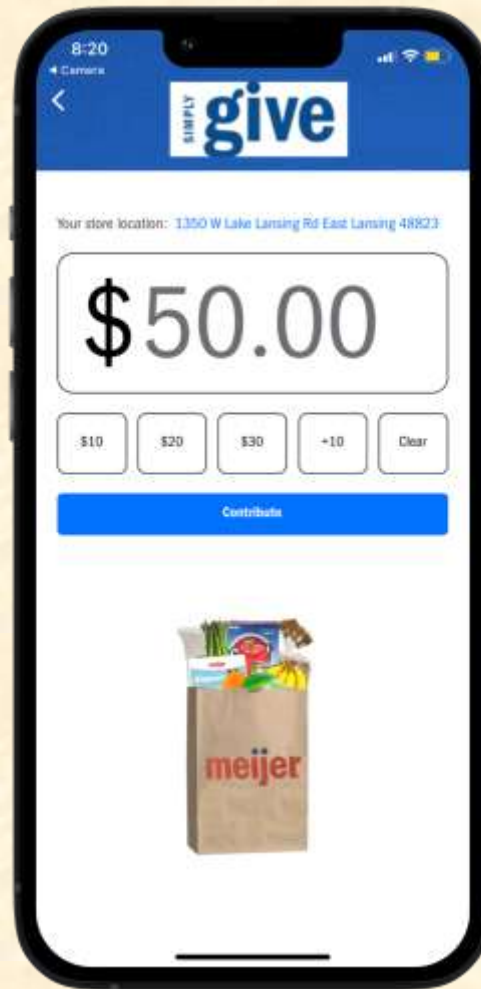 8:20
◀ Camera
SIMPLY give
Your store location: 1350 W Lake Lansing Rd East Lansing 48823
$50.00
$10 $20 $30 +10 Clear
Contribute
meijer